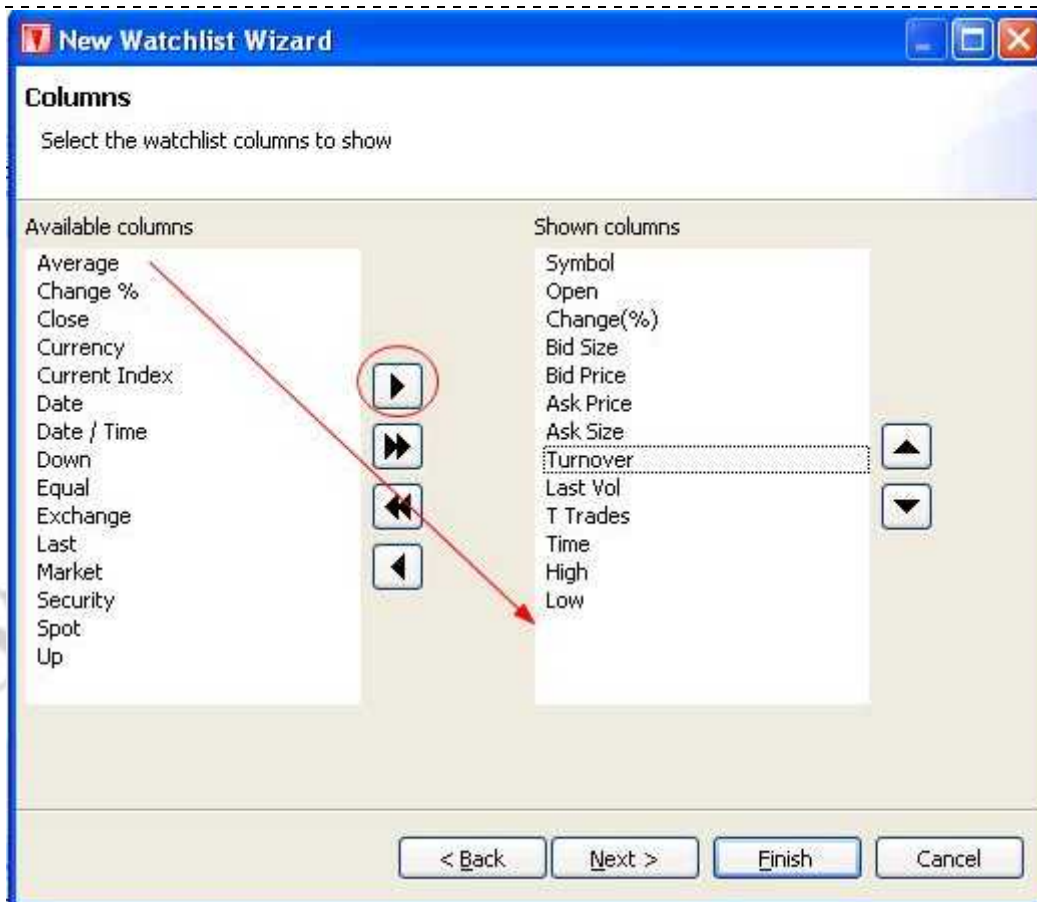 New Watchlist Wizard
Columns
Select the watchlist columns to show
Available columns
Average
Change %
Close
Currency
Current Index
Date
Date / Time
Down
Equal
Exchange
Last
Market
Security
Spot
Up
Shown columns
Symbol
Open
Change(%)
Bid Size
Bid Price
Ask Price
Ask Size
Turnover
Last Vol
T Trades
Time
High
Low
< Back
Next >
Finish
Cancel